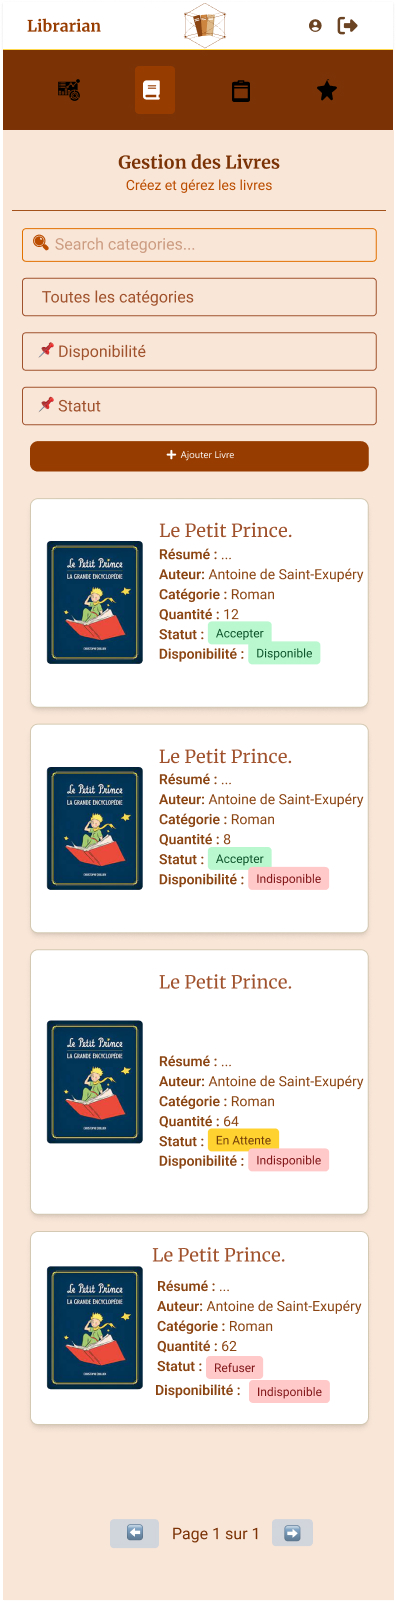 Librarian
Gestion des Livres
Créez et gérez les livres
Search categories...
Toutes les catégories
Disponibilité
Statut
Ajouter Livre
Le Petit Prince.
Résumé : ...
Auteur: Antoine de Saint-Exupéry
Catégorie : Roman
Quantité : 12
Statut : Accepter
Disponibilité : Disponible
Le Petit Prince
LA GRANDE ENCYCLOPÉDIE
Le Petit Prince.
Résumé : ...
Auteur: Antoine de Saint-Exupéry
Catégorie : Roman
Quantité : 8
Statut : Accepter
Disponibilité : Indisponible
Le Petit Prince
LA GRANDE ENCYCLOPÉDIE
Le Petit Prince.
Résumé : ...
Auteur: Antoine de Saint-Exupéry
Catégorie : Roman
Quantité : 64
Statut : En Attente
Disponibilité : Indisponible
Le Petit Prince
LA GRANDE ENCYCLOPÉDIE
Le Petit Prince.
Résumé : ...
Auteur: Antoine de Saint-Exupéry
Catégorie : Roman
Quantité : 62
Statut : Refuser
Disponibilité : Indisponible
Le Petit Prince
LA GRANDE ENCYCLOPÉDIE
Page 1 sur 1